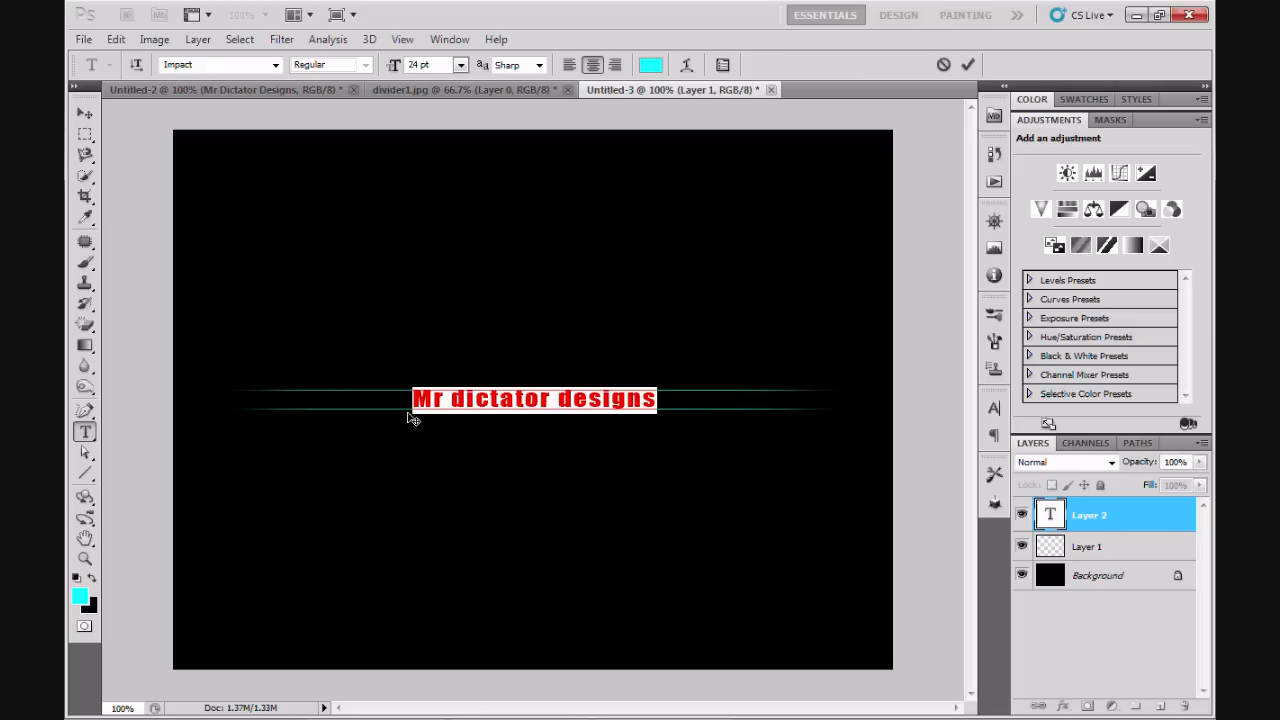 Ps Br Mb 100% ESSENTIALS DESIGN PAINTING CS Live
File Edit Image Layer Select Filter Analysis 3D View Window Help
T Impact Regular T 24 pt aa Sharp
Untitled-2 @ 100% (Mr Dictator Designs, RGB/8) * divider1.jpg @ 66.7% (Layer 0, RGB/8) * Untitled-3 @ 100% (Layer 1, RGB/8) *
COLOR SWATCHES STYLES
ADJUSTMENTS MASKS
Add an adjustment
Levels Presets
Curves Presets
Exposure Presets
Hue/Saturation Presets
Black & White Presets
Channel Mixer Presets
Selective Color Presets
Mr dictator designs
LAYERS CHANNELS PATHS
Normal Opacity: 100%
Lock: Fill: 100%
T Layer 2
Layer 1
Background
100% Doc: 1.37M/1.33M